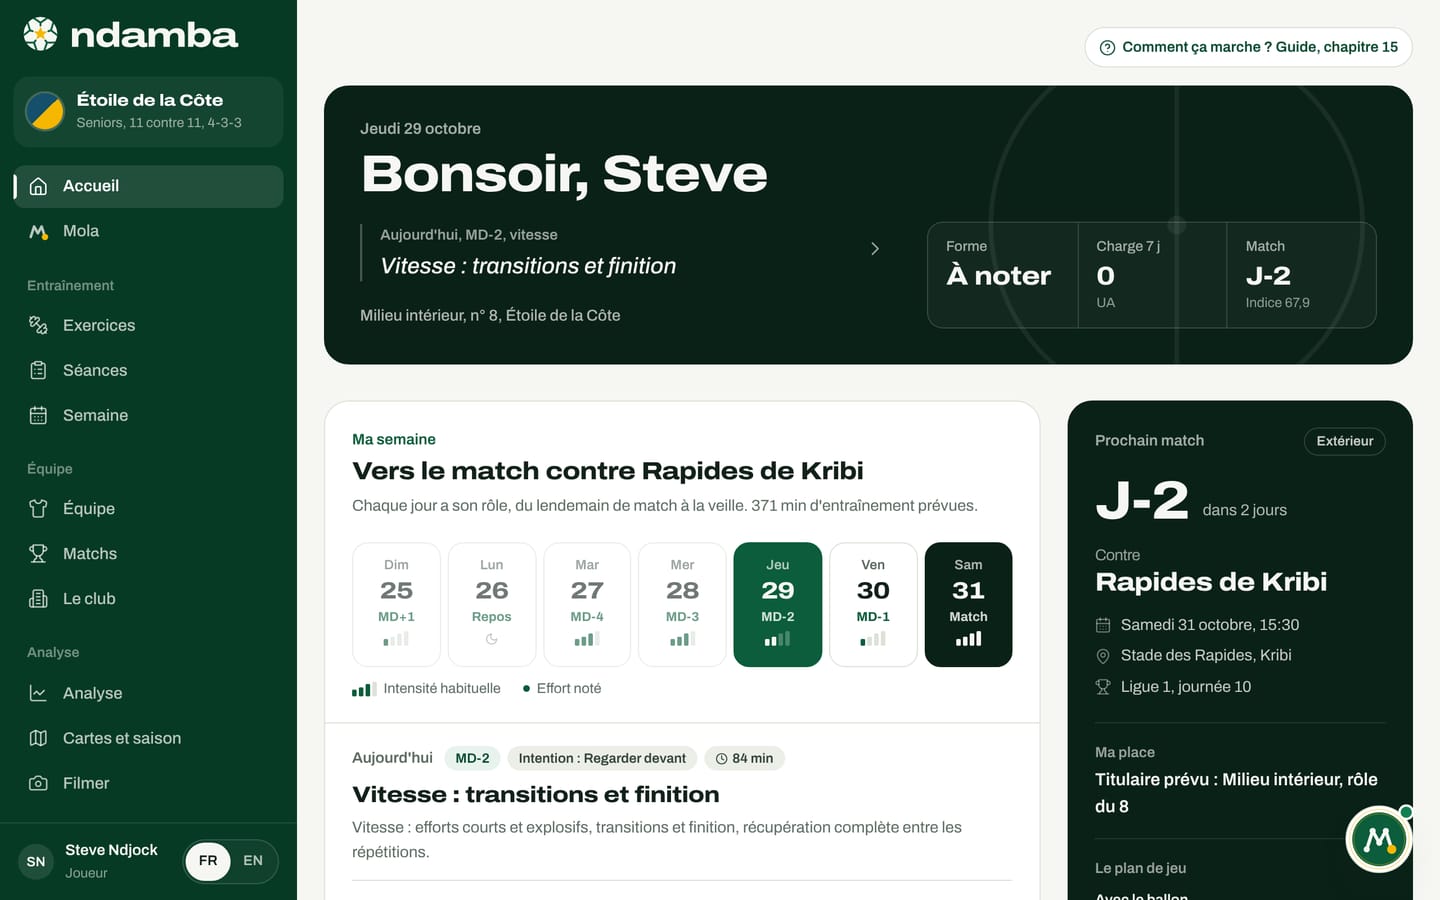 ndamba
Étoile de la Côte
Seniors, 11 contre 11, 4-3-3
Accueil
Mola
Entraînement
Exercices
Séances
Semaine
Équipe
Équipe
Matchs
Le club
Analyse
Analyse
Cartes et saison
Filmer
SN
Steve Ndjock
Joueur
FR
EN
Comment ça marche ? Guide, chapitre 15
Jeudi 29 octobre
Bonsoir, Steve
Aujourd'hui, MD-2, vitesse
Vitesse : transitions et finition
Milieu intérieur, n° 8, Étoile de la Côte
Forme
À noter
Charge 7 j
0
UA
Match
J-2
Indice 67,9
Ma semaine
Vers le match contre Rapides de Kribi
Chaque jour a son rôle, du lendemain de match à la veille. 371 min d'entraînement prévues.
Dim
25
MD+1
Lun
26
Repos
Mar
27
MD-4
Mer
28
MD-3
Jeu
29
MD-2
Ven
30
MD-1
Sam
31
Match
Intensité habituelle
Effort noté
Aujourd'hui
MD-2
Intention : Regarder devant
84 min
Vitesse : transitions et finition
Vitesse : efforts courts et explosifs, transitions et finition, récupération complète entre les
répétitions.
Prochain match
Extérieur
J-2 dans 2 jours
Contre
Rapides de Kribi
Samedi 31 octobre, 15:30
Stade des Rapides, Kribi
Ligue 1, journée 10
Ma place
Titulaire prévu : Milieu intérieur, rôle
du 8
Le plan de jeu
Avec le ballon